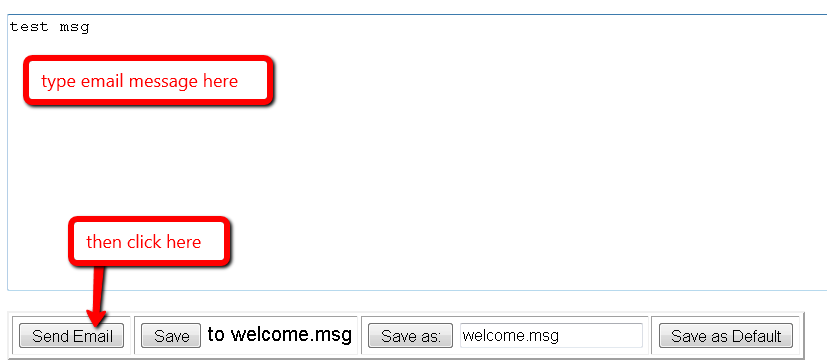 test msg
type email message here
then click here
Send Email Save to welcome.msg Save as: welcome.msg Save as Default